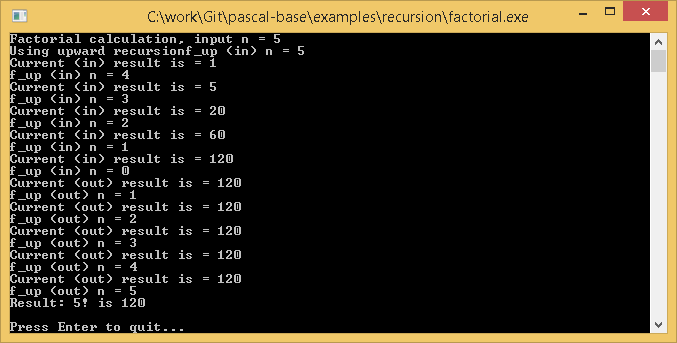 C:\work\Git\pascal-base\examples\recursion\factorial.exe
Factorial calculation, input n = 5
Using upward recursionf_up (in) n = 5
Current (in) result is = 1
f_up (in) n = 4
Current (in) result is = 5
f_up (in) n = 3
Current (in) result is = 20
f_up (in) n = 2
Current (in) result is = 60
f_up (in) n = 1
Current (in) result is = 120
f_up (in) n = 0
Current (out) result is = 120
f_up (out) n = 1
Current (out) result is = 120
f_up (out) n = 2
Current (out) result is = 120
f_up (out) n = 3
Current (out) result is = 120
f_up (out) n = 4
Current (out) result is = 120
f_up (out) n = 5
Result: 5! is 120
Press Enter to quit...